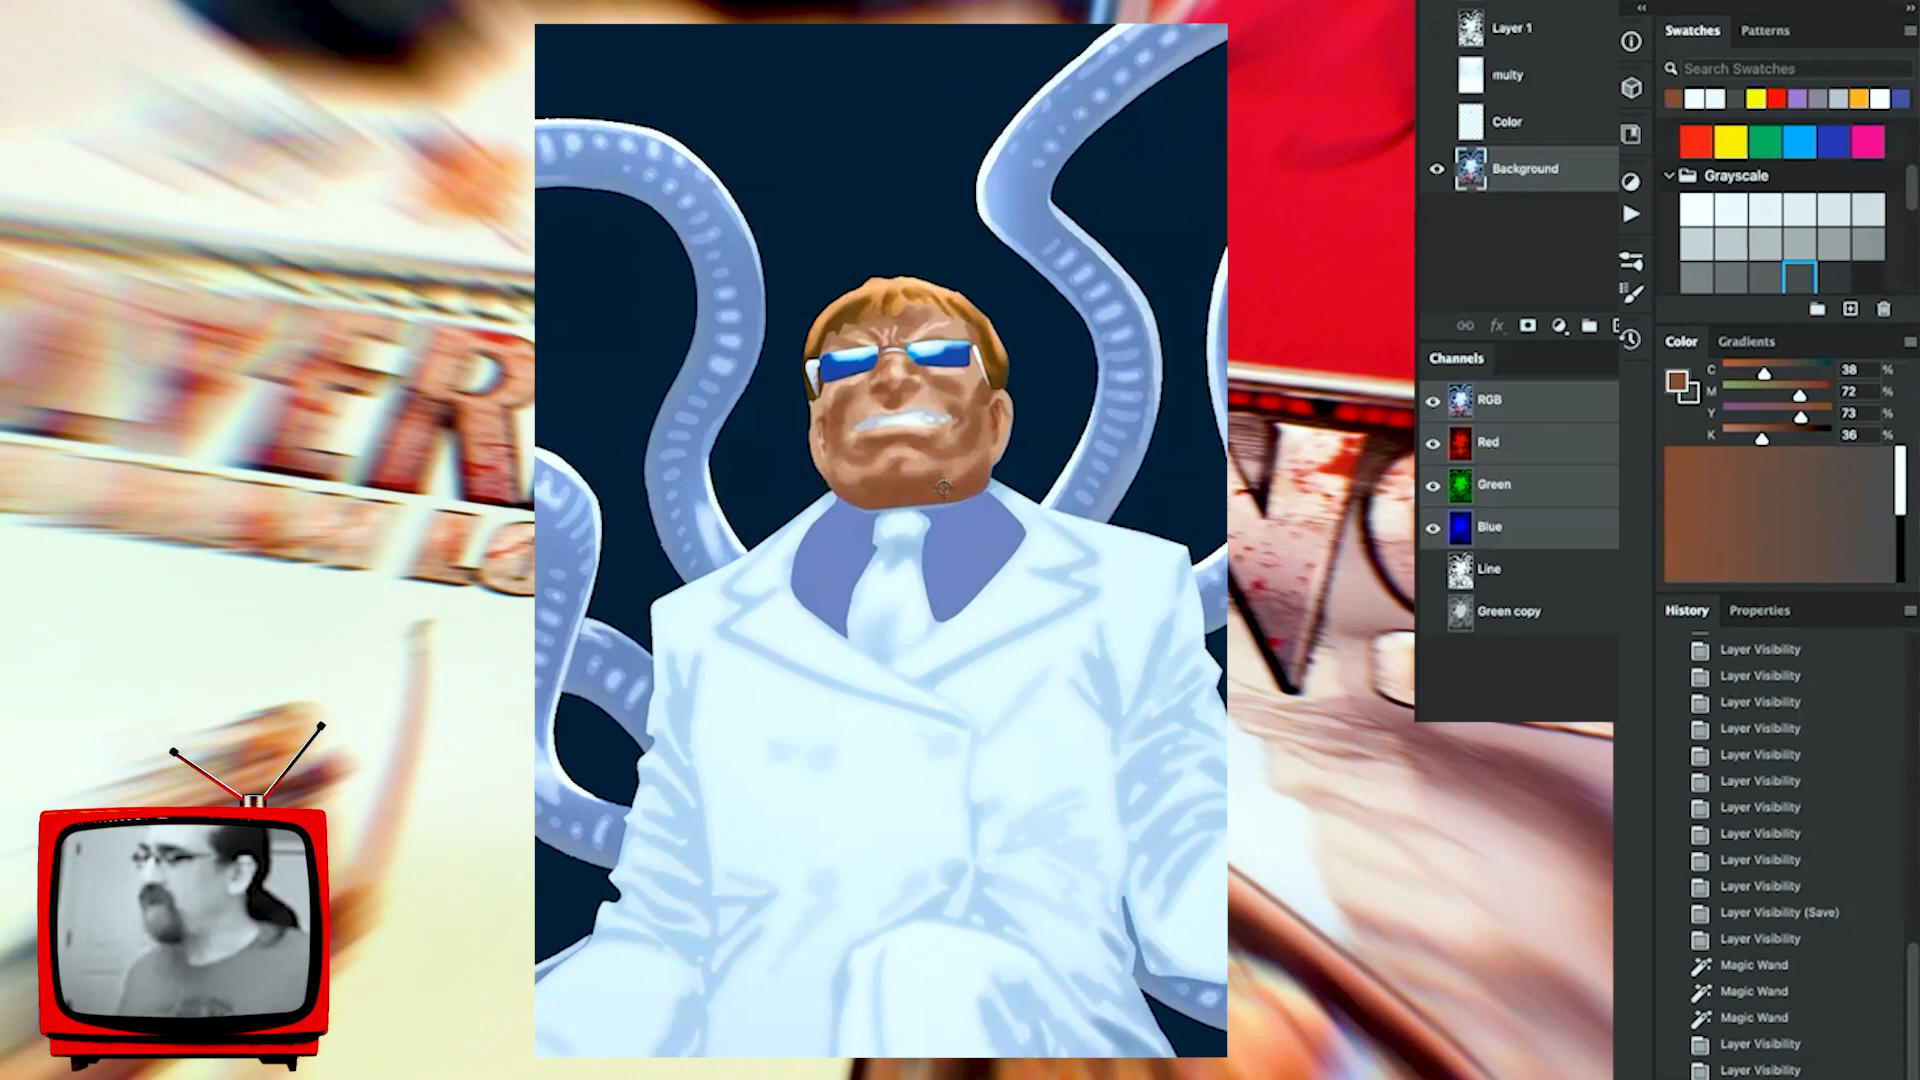 Layer 1
multy
Color
Background
fx
Channels
RGB
Red
Green
Blue
Line
Green copy
Swatches Patterns
Search Swatches
Grayscale
Color Gradients
C 38 %
M 72 %
Y 73 %
K 36 %
History Properties
Layer Visibility
Layer Visibility
Layer Visibility
Layer Visibility
Layer Visibility
Layer Visibility
Layer Visibility
Layer Visibility
Layer Visibility
Layer Visibility
Layer Visibility (Save)
Layer Visibility
Magic Wand
Magic Wand
Magic Wand
Layer Visibility
Layer Visibility